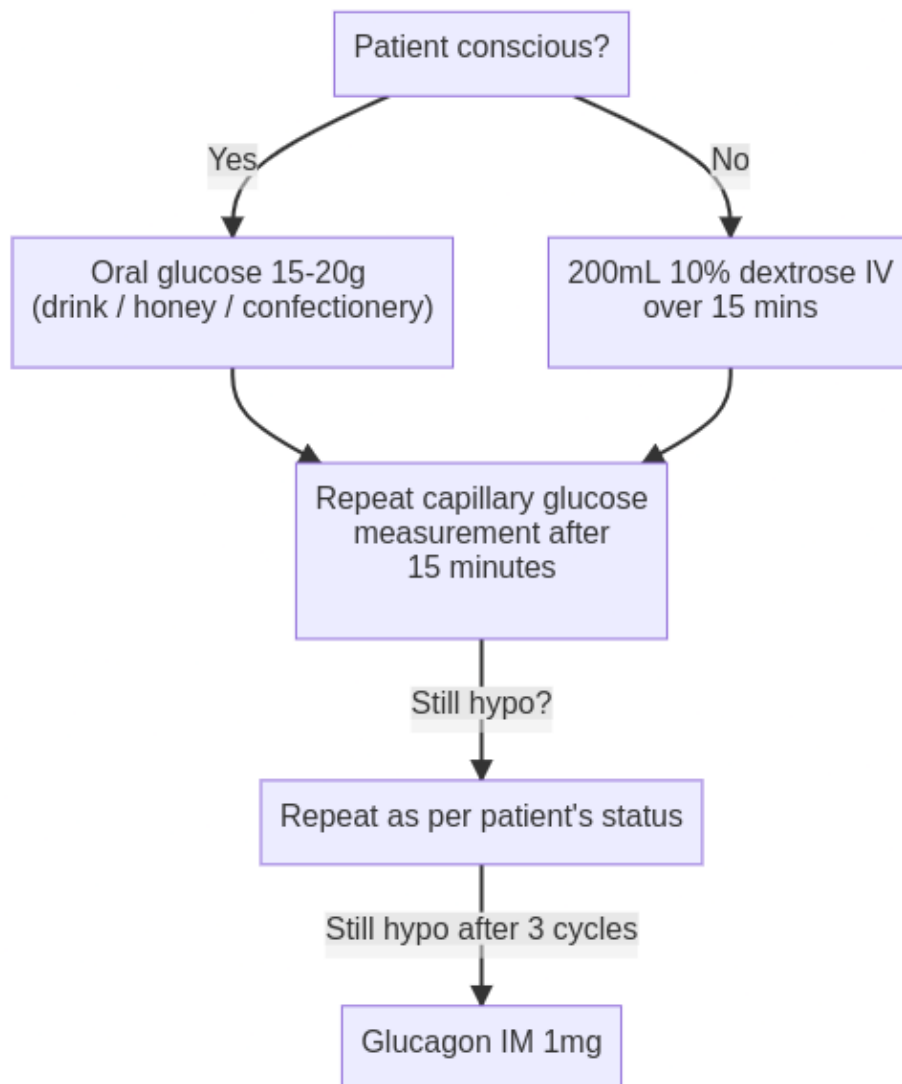 Patient conscious?
Yes
No
Oral glucose 15-20g
(drink / honey / confectionery)
200mL 10% dextrose IV
over 15 mins
Repeat capillary glucose
measurement after
15 minutes
Still hypo?
Repeat as per patient's status
Still hypo after 3 cycles
Glucagon IM 1mg